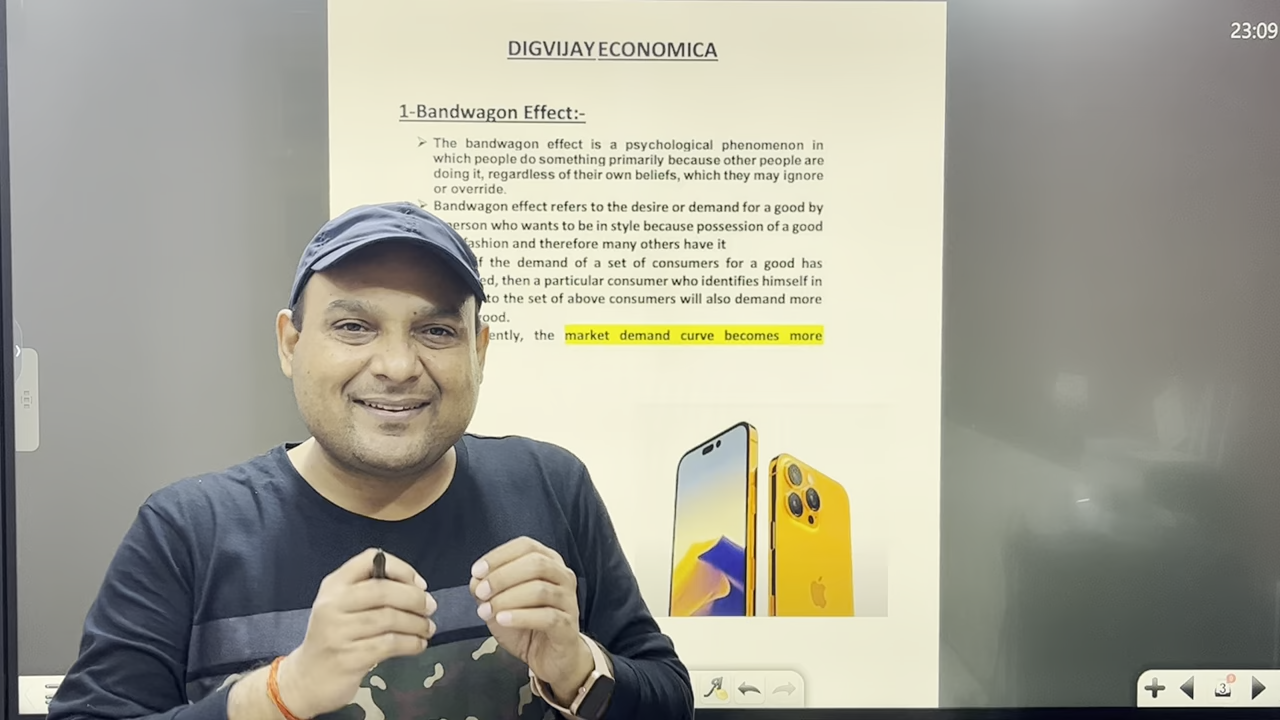 23:09
DIGVIJAY ECONOMICA
1-Bandwagon Effect:-
➢ The bandwagon effect is a psychological phenomenon in
which people do something primarily because other people are
doing it, regardless of their own beliefs, which they may ignore
or override.
Bandwagon effect refers to the desire or demand for a good by
person who wants to be in style because possession of a good
fashion and therefore many others have it
if the demand of a set of consumers for a good has
then a particular consumer who identifies himself in
to the set of above consumers will also demand more
the market demand curve becomes more
3